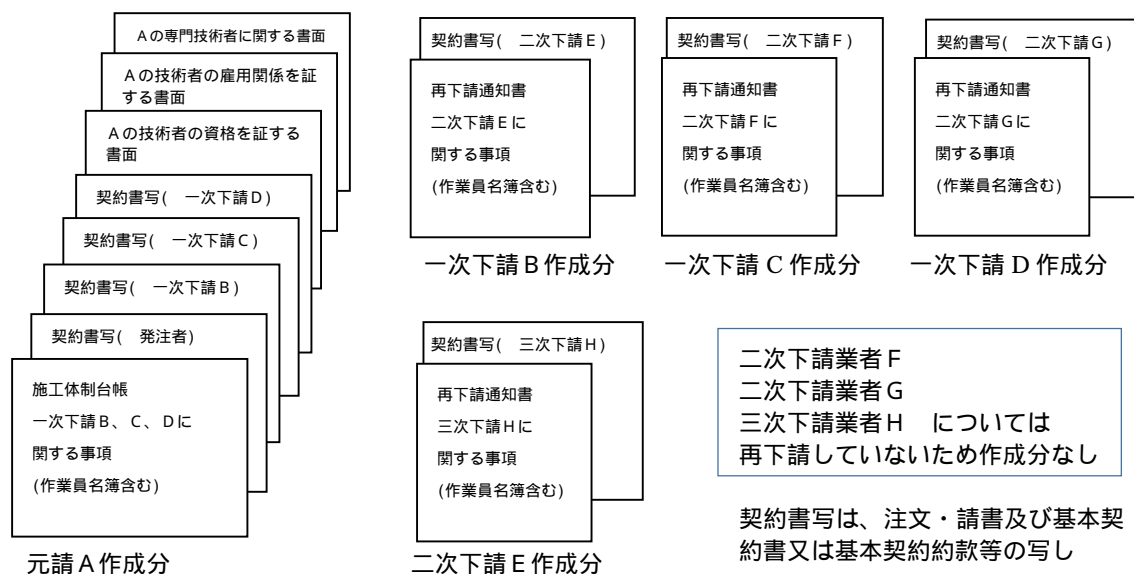 Aの専門技術者に関する書面
Aの技術者の雇用関係を証
する書面
Aの技術者の資格を証する
書面
契約書写(　一次下請D)
契約書写(　一次下請C)
契約書写(　一次下請B)
契約書写(　発注者)
施工体制台帳
一次下請B、C、Dに
関する事項
(作業員名簿含む)
元請A作成分
契約書写(　二次下請E)
再下請通知書
二次下請Eに
関する事項
(作業員名簿含む)
一次下請B作成分
契約書写(　二次下請F)
再下請通知書
二次下請Fに
関する事項
(作業員名簿含む)
一次下請 C 作成分
契約書写(　二次下請G)
再下請通知書
二次下請Gに
関する事項
(作業員名簿含む)
一次下請 D 作成分
契約書写(　三次下請H)
再下請通知書
三次下請Hに
関する事項
(作業員名簿含む)
二次下請E作成分
二次下請業者F
二次下請業者G
三次下請業者H　については
再下請していないため作成分なし
契約書写は、注文・請書及び基本契
約書又は基本契約約款等の写し